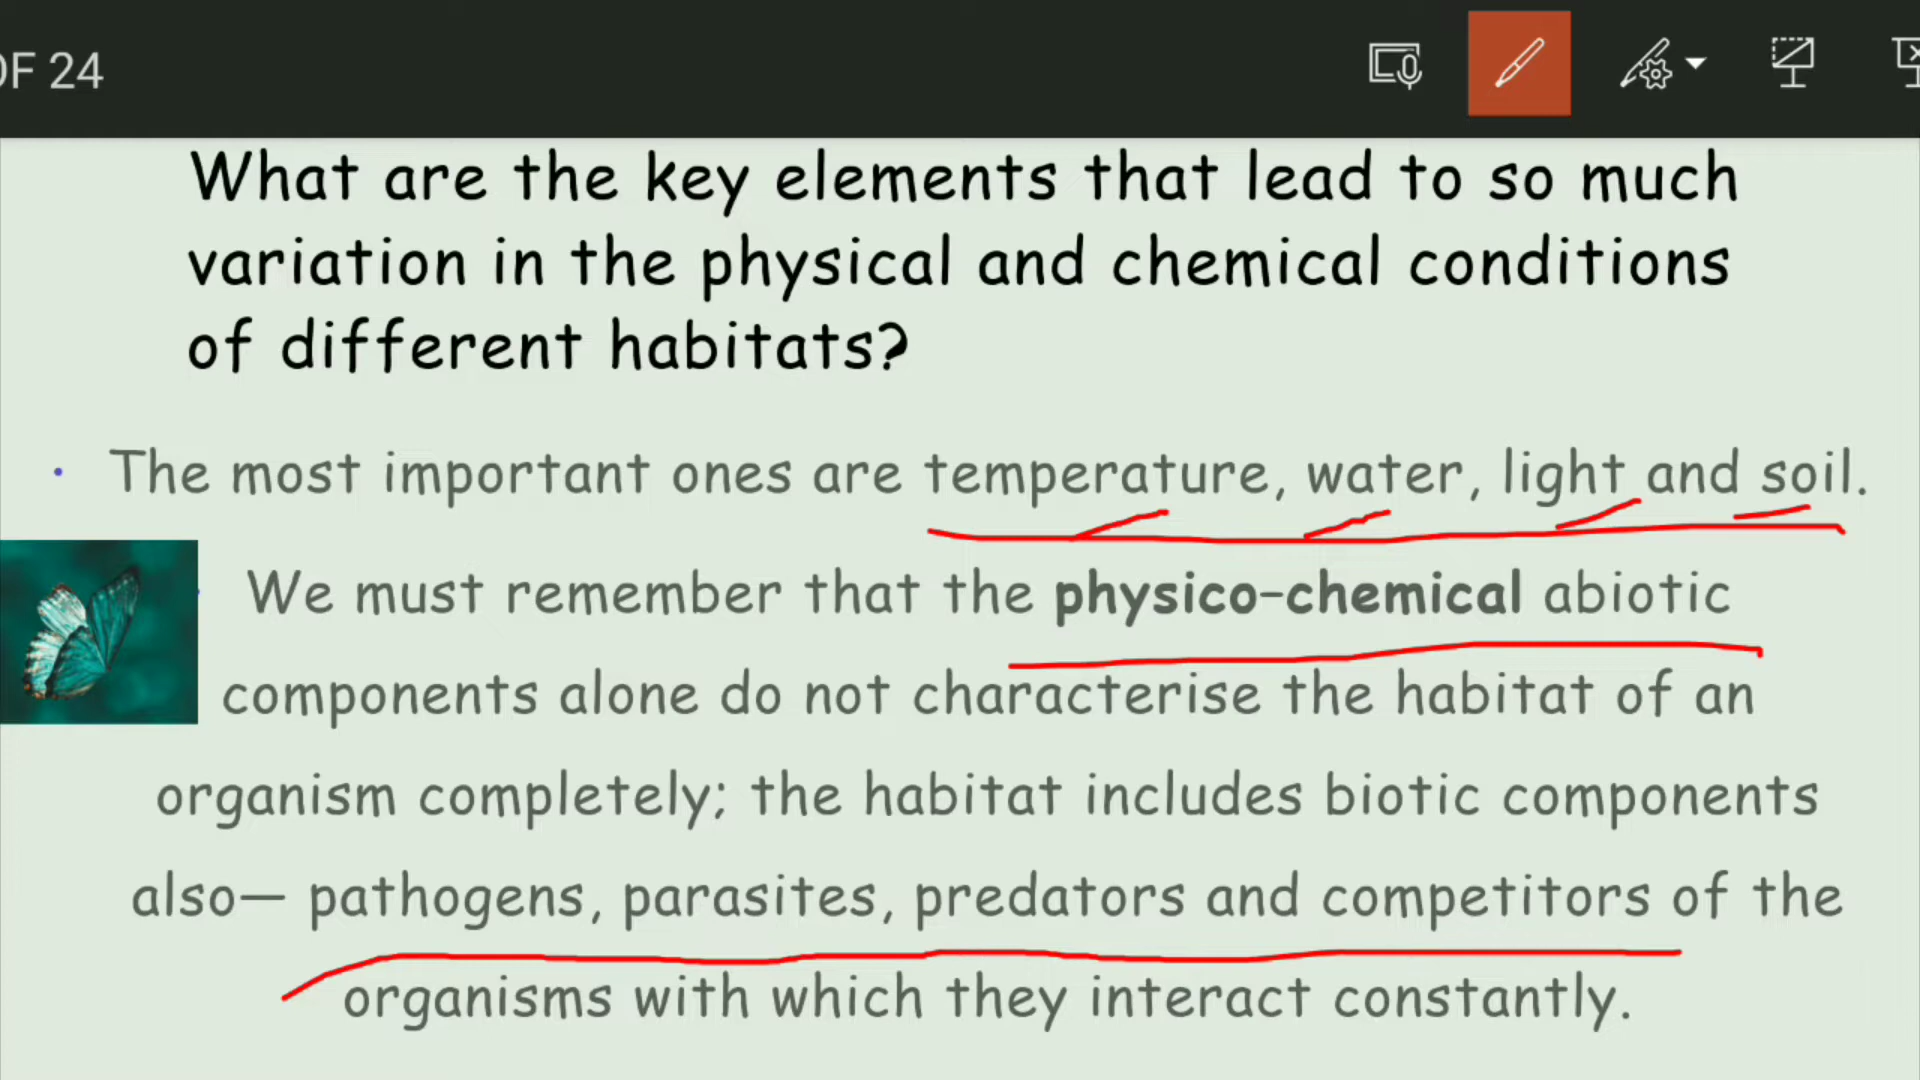 OF 24
What are the key elements that lead to so much
variation in the physical and chemical conditions
of different habitats?
• The most important ones are temperature, water, light and soil.
We must remember that the physico-chemical abiotic
components alone do not characterise the habitat of an
organism completely; the habitat includes biotic components
also— pathogens, parasites, predators and competitors of the
organisms with which they interact constantly.